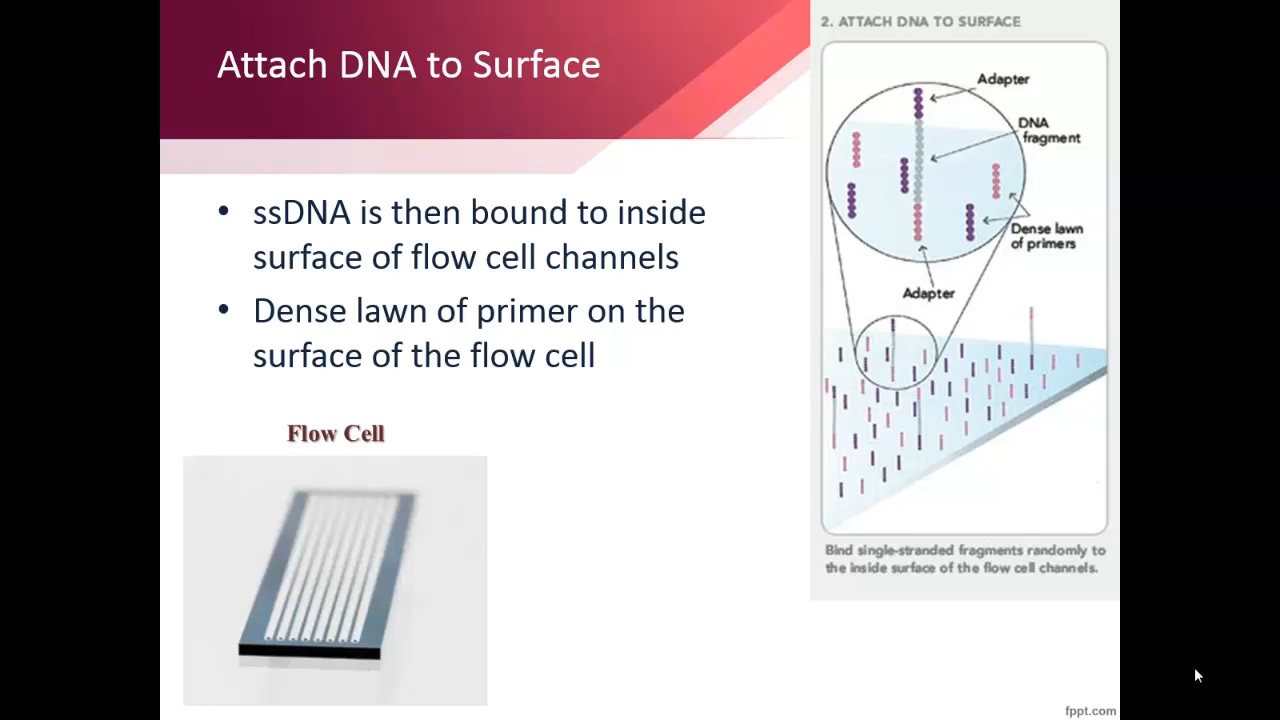 Attach DNA to Surface
• ssDNA is then bound to inside
surface of flow cell channels
• Dense lawn of primer on the
surface of the flow cell
Flow Cell
2. ATTACH DNA TO SURFACE
Adapter
DNA
fragment
Dense lawn
of primers
Adapter
Bind single-stranded fragments randomly to
the inside surface of the flow cell channels.
fppt.com